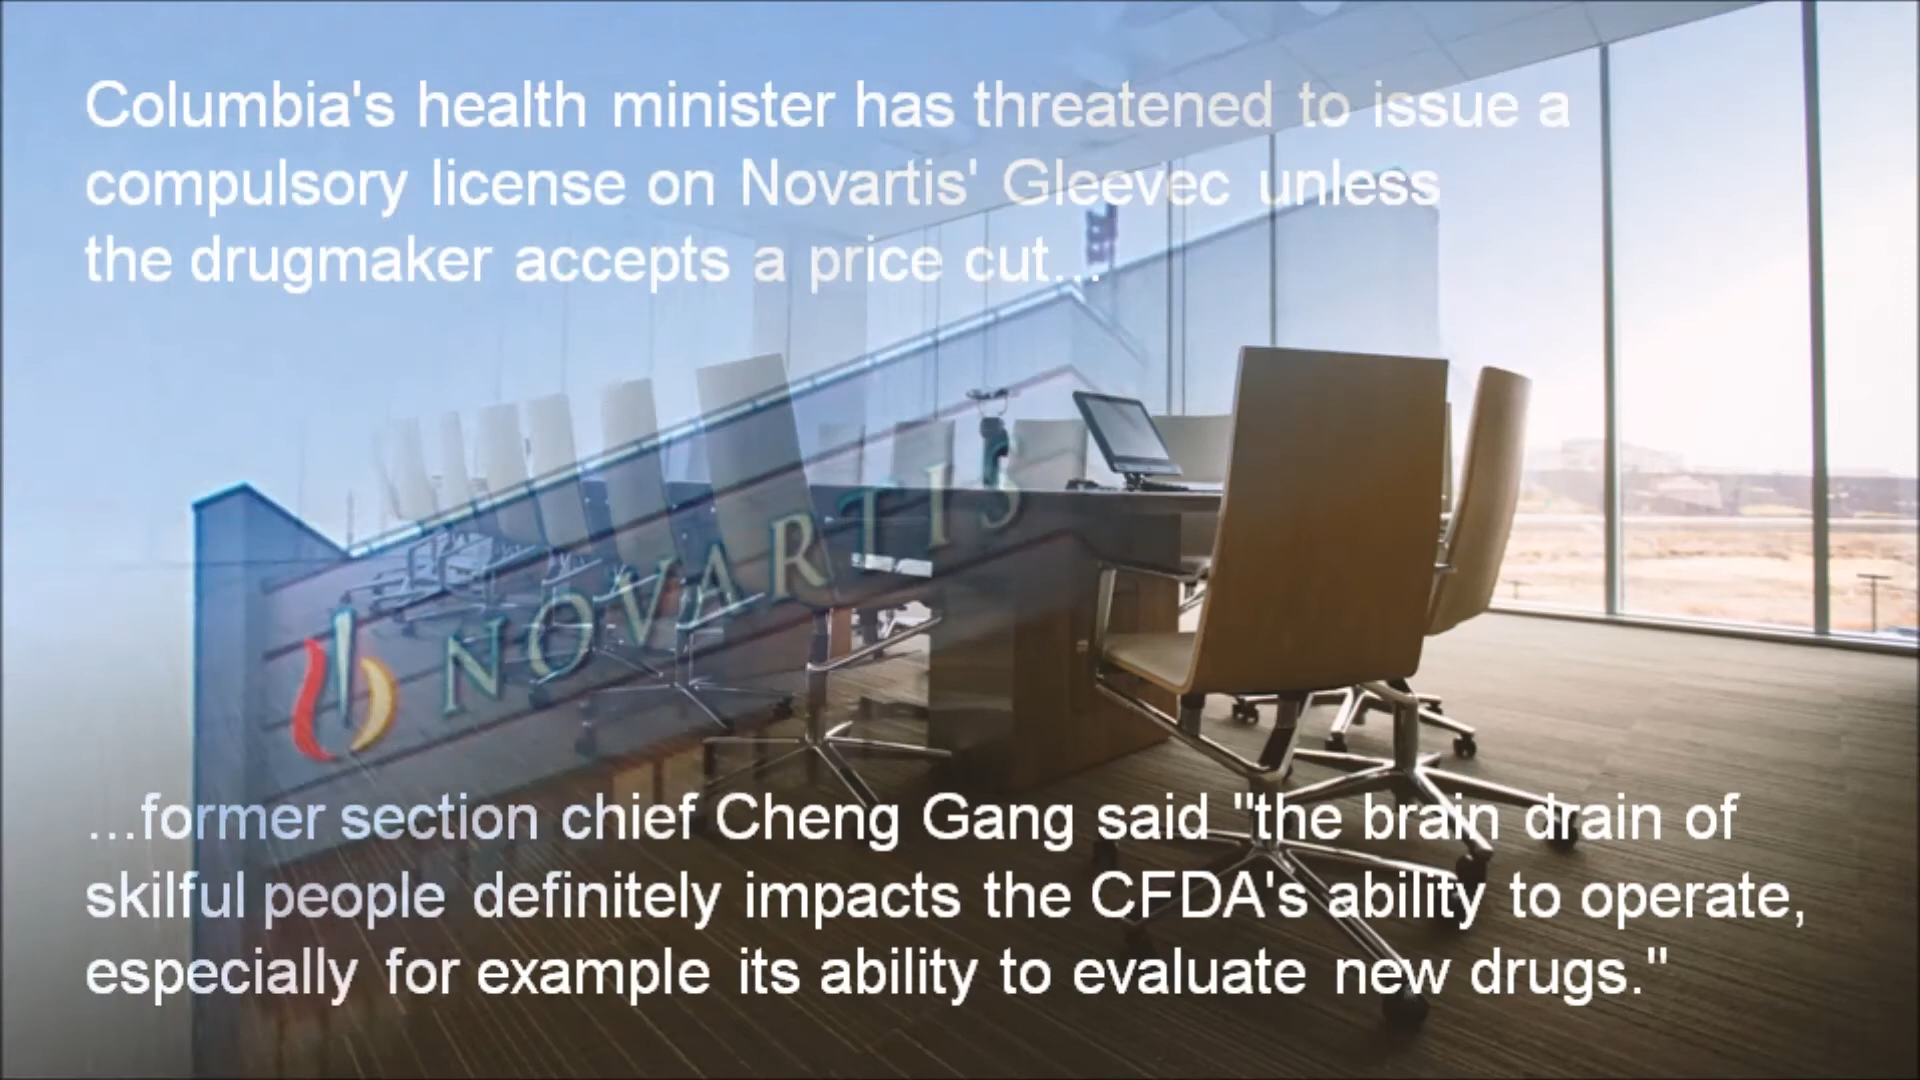 Columbia's health minister has threatened to issue a
compulsory license on Novartis' Gleevec unless
the drugmaker accepts a price cut...
NOVARTIS
...former section chief Cheng Gang said "the brain drain of
skilful people definitely impacts the CFDA's ability to operate,
especially for example its ability to evaluate new drugs."